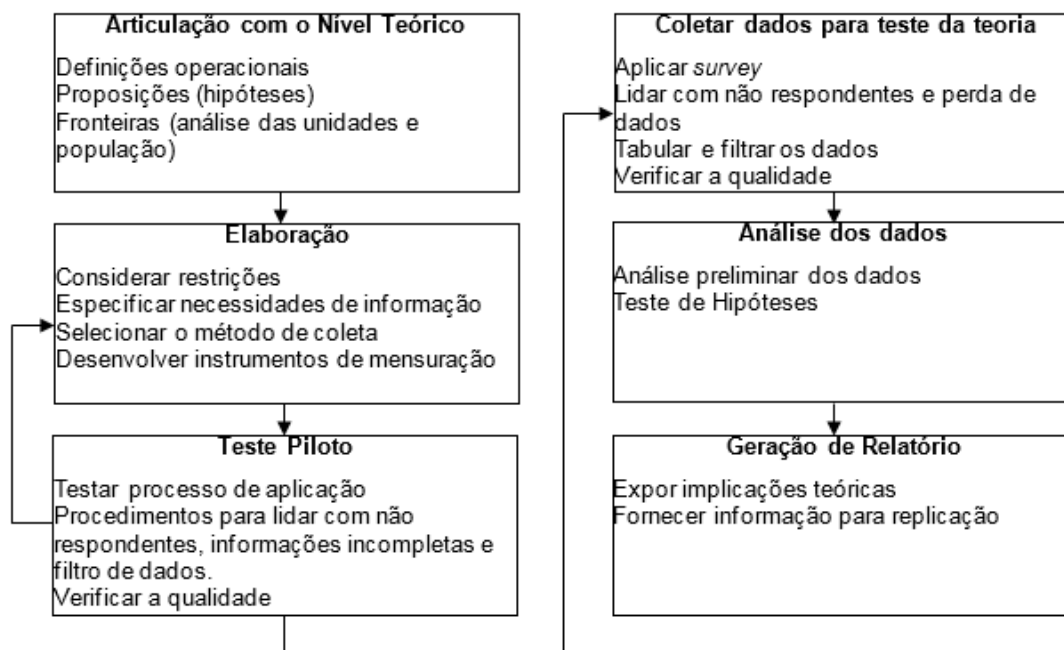 Articulação com o Nível Teórico
Definições operacionais
Proposições (hipóteses)
Fronteiras (análise das unidades e
população)
Elaboração
Considerar restrições
Especificar necessidades de informação
Selecionar o método de coleta
Desenvolver instrumentos de mensuração
Teste Piloto
Testar processo de aplicação
Procedimentos para lidar com não
respondentes, informações incompletas e
filtro de dados.
Verificar a qualidade
Coletar dados para teste da teoria
Aplicar survey
Lidar com não respondentes e perda de
dados
Tabular e filtrar os dados
Verificar a qualidade
Análise dos dados
Análise preliminar dos dados
Teste de Hipóteses
Geração de Relatório
Expor implicações teóricas
Fornecer informação para replicação